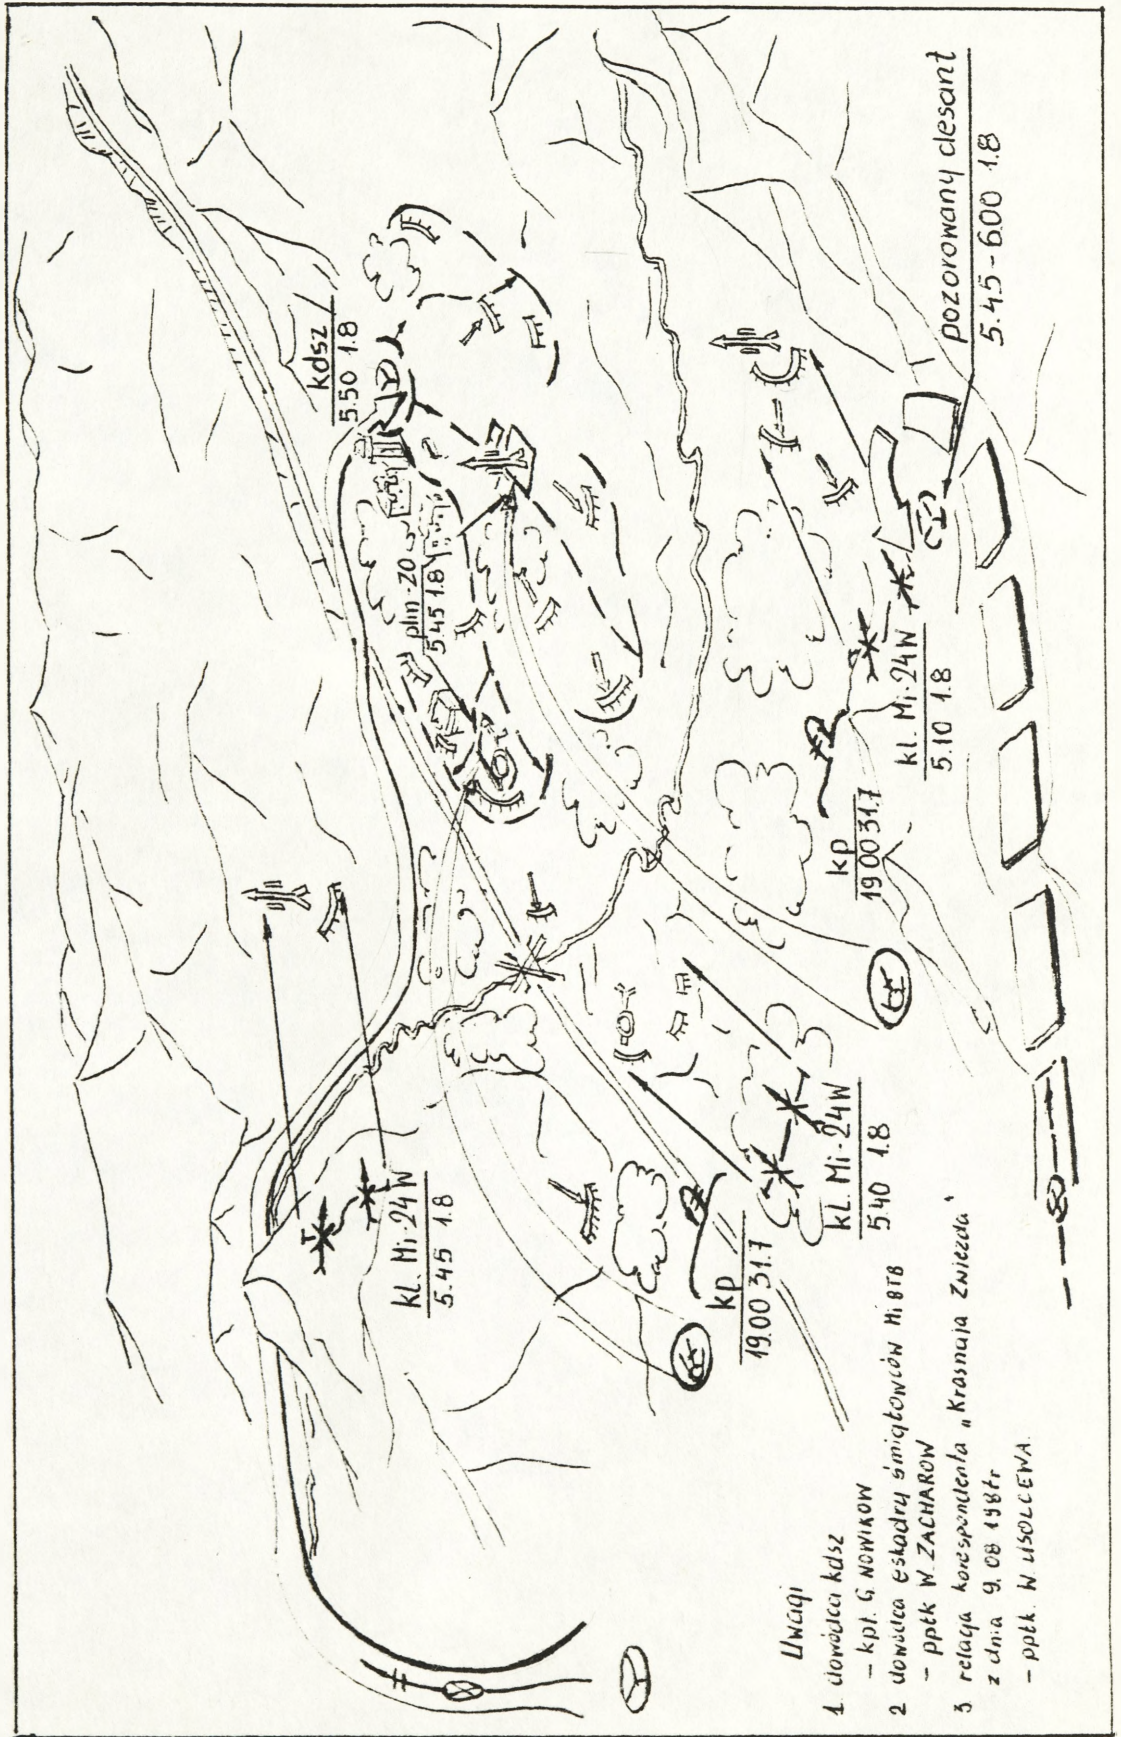 pozorowany desant
5.45-6.00 1.8
kdsz
5.50 1.8
plm-ZO
5.45 1.8
kl. Mi-24W
5.10 1.8
kp
19.00 31.7
kl. Mi-24W
5.40 1.8
kl. Mi-24W
5.45 1.8
kp
19.00 31.7
Uwagi
1. dowódca kdsz
- kpt. G. NOWIKOW
2 dowódca eskadry śmigłowców Mi 8TB
- ppłk W. ZACHAROW
3 relacja korespondenta „Krasnaja Zwiezda"
z dnia 9.08 1986r
- ppłk. W. LISOLCEWA.